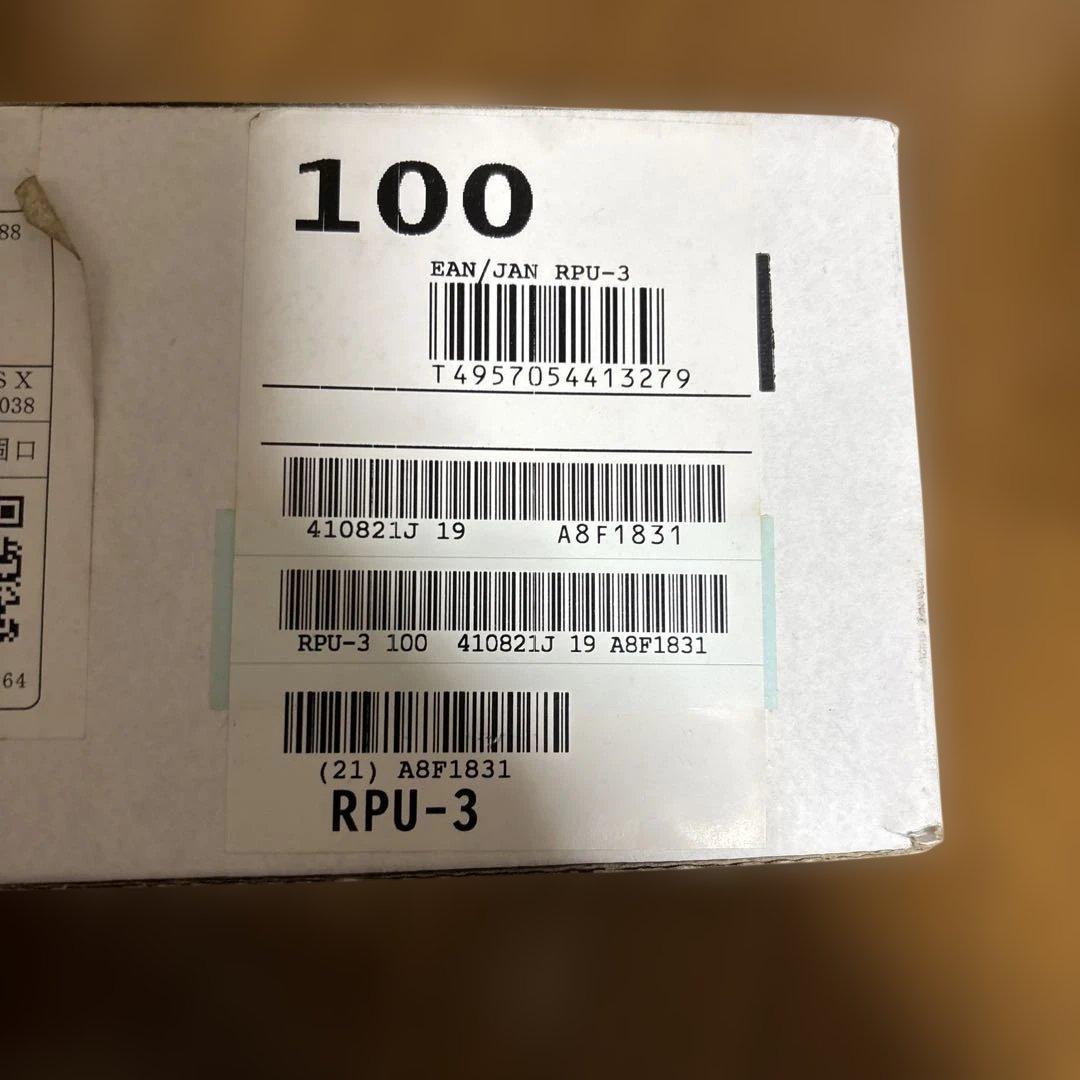 100
EAN/JAN RPU-3
T4957054413279
410821J 19 A8F1831
RPU-3 100 410821J 19 A8F1831
(21) A8F1831
RPU-3
88
S X
038
口
64